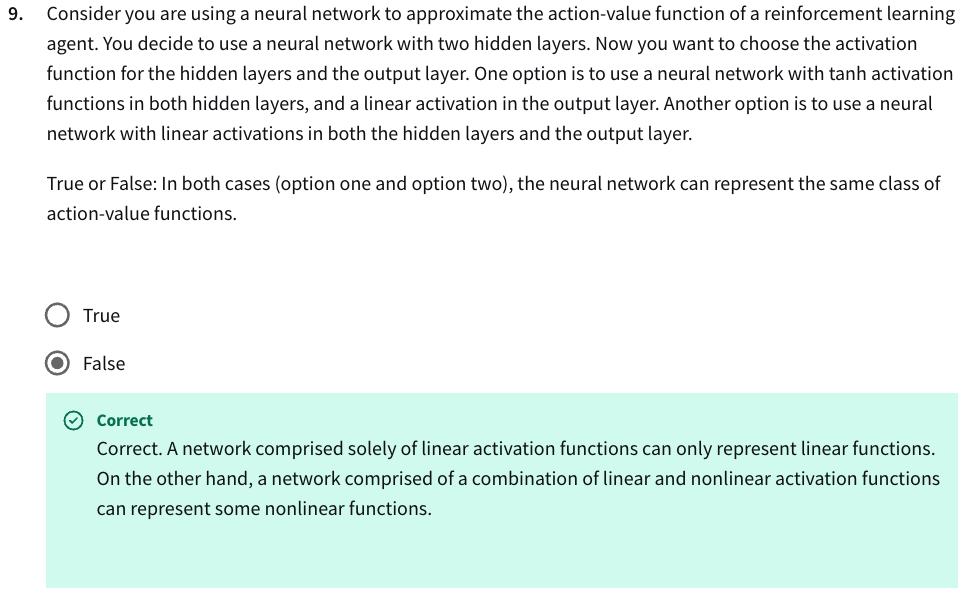 9. Consider you are using a neural network to approximate the action-value function of a reinforcement learning
agent. You decide to use a neural network with two hidden layers. Now you want to choose the activation
function for the hidden layers and the output layer. One option is to use a neural network with tanh activation
functions in both hidden layers, and a linear activation in the output layer. Another option is to use a neural
network with linear activations in both the hidden layers and the output layer.
True or False: In both cases (option one and option two), the neural network can represent the same class of
action-value functions.
True
False
Correct
Correct. A network comprised solely of linear activation functions can only represent linear functions.
On the other hand, a network comprised of a combination of linear and nonlinear activation functions
can represent some nonlinear functions.